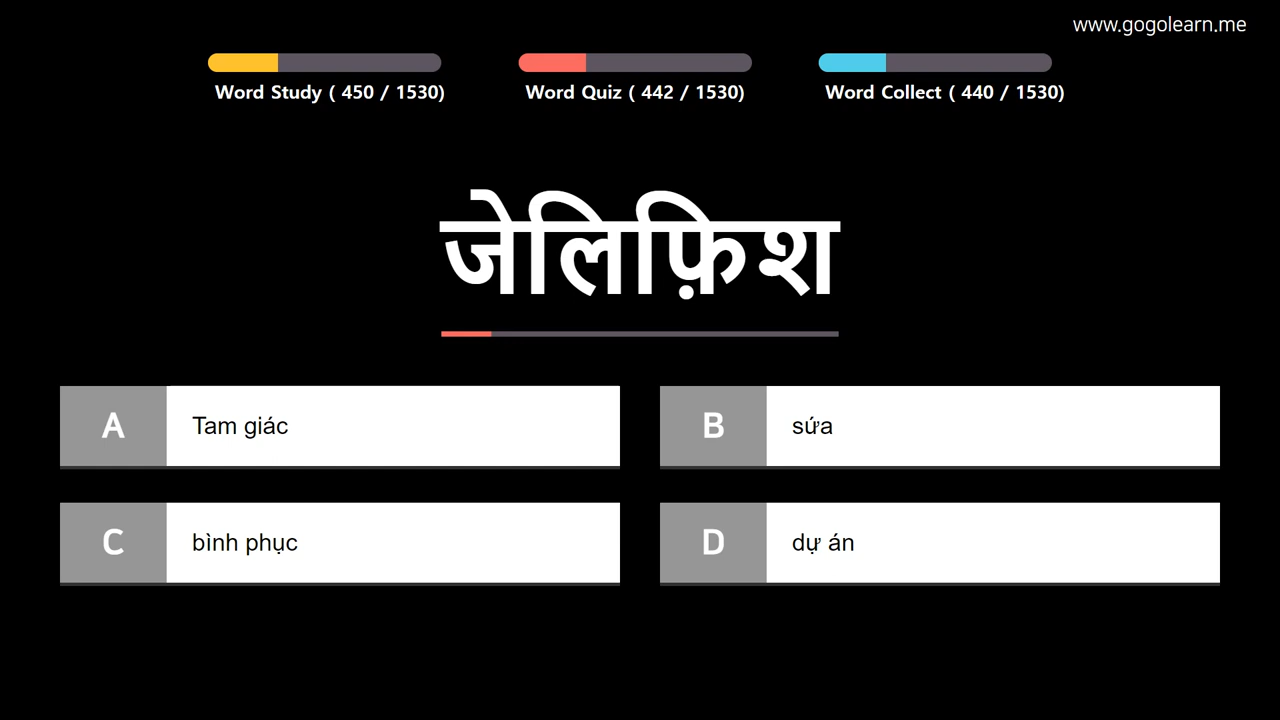 www.gogolearn.me
Word Study ( 450 / 1530)
Word Quiz ( 442 / 1530)
Word Collect ( 440 / 1530)
जेलिफ़िश
A Tam giác
B sứa
C bình phục
D dự án